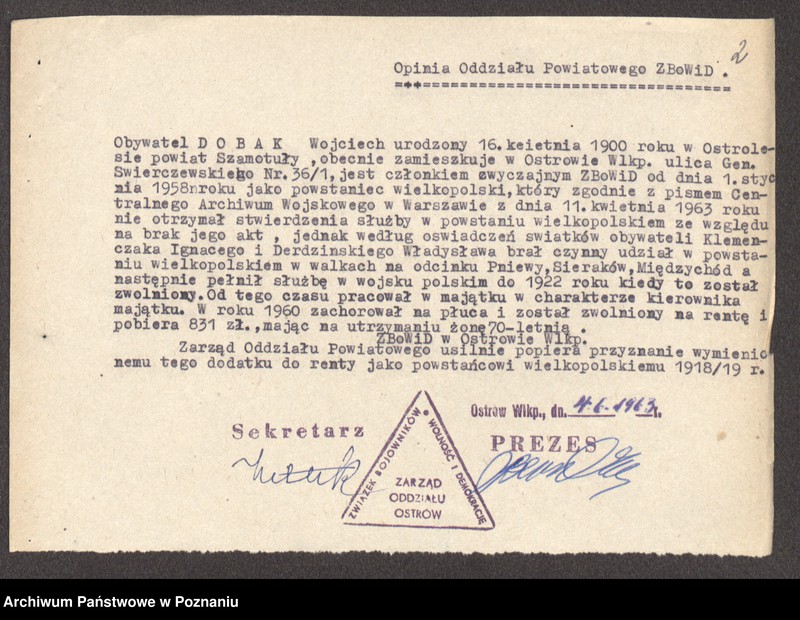 2
Opinia Oddziału Powiatowego ZBoWiD .
=++==================================
Obywatel D O B A K Wojciech urodzony 16.keietnia 1900 roku w Ostrole-
sie powiat Szamotuły ,obecnie zamieszkuje w Ostrowie Wlkp. ulica Gen.
Swierczewskiego Nr.36/1,jest członkiem zwyczajnym ZBoWiD od dnia 1.styc
nia 1958nroku jako powstaniec wielkopolski,który zgodnie z pismem Cen-
tralnego Archiwum Wojskowego w Warszawie z dnia 11.kwietnia 1963 roku
nie otrzymał stwierdzenia służby w powstaniu wielkopolskiem ze względu
na brak jego akt , jednak według oswiadczeń swiatków obywateli Klemen-
czaka Ignacego i Derdzinskiego Władysława brał czynny udział w powsta-
niu wielkopolskiem w walkach na odcinku Pniewy,Sieraków,Międzychód a
następnie pełnił służbę w wojsku polskim do 1922 roku kiedy to został
zwolniony.Od tego czasu pracował w majątku w charakterze kierownika
majątku. W roku 1960 zachorował na płuca i został zwolniony na rentę i
pobiera 831 zł.,mając na utrzymaniu żonę 70-letnią .
ZBoWiD w Ostrowie Wlkp.
Zarząd Oddziału Powiatowego usilnie popiera przyznanie wymienic
nemu tego dodatku do renty jako powstańcowi wielkopolskiemu 1918/19 r.
Ostrów Wlkp., dn. 4.6.1963 r.
Sekretarz
PREZES
ZWIĄZEK BOJOWNIKÓW
WOLNOŚĆ I DEMOKRACJĘ
ZARZĄD
ODDZIAŁU
OSTRÓW
Archiwum Państwowe w Poznaniu